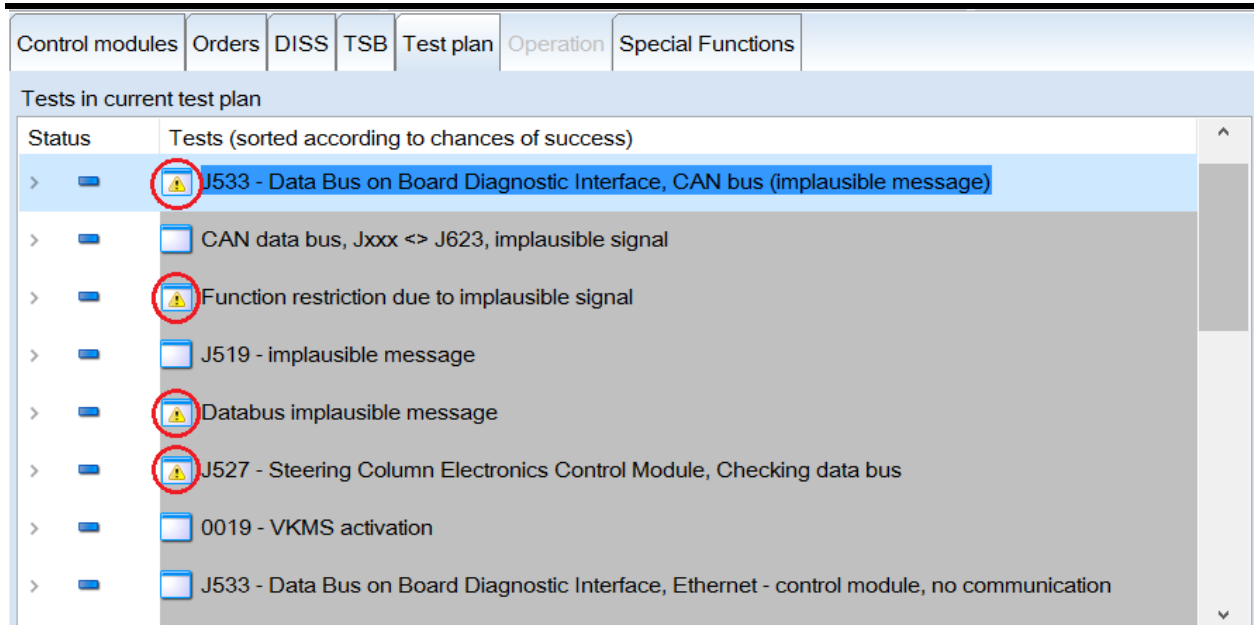 Control modules Orders DISS TSB Test plan Operation Special Functions
Tests in current test plan
Status Tests (sorted according to chances of success)
J533 - Data Bus on Board Diagnostic Interface, CAN bus (implausible message)
CAN data bus, Jxxx <> J623, implausible signal
Function restriction due to implausible signal
J519 - implausible message
Databus implausible message
J527 - Steering Column Electronics Control Module, Checking data bus
0019 - VKMS activation
J533 - Data Bus on Board Diagnostic Interface, Ethernet - control module, no communication